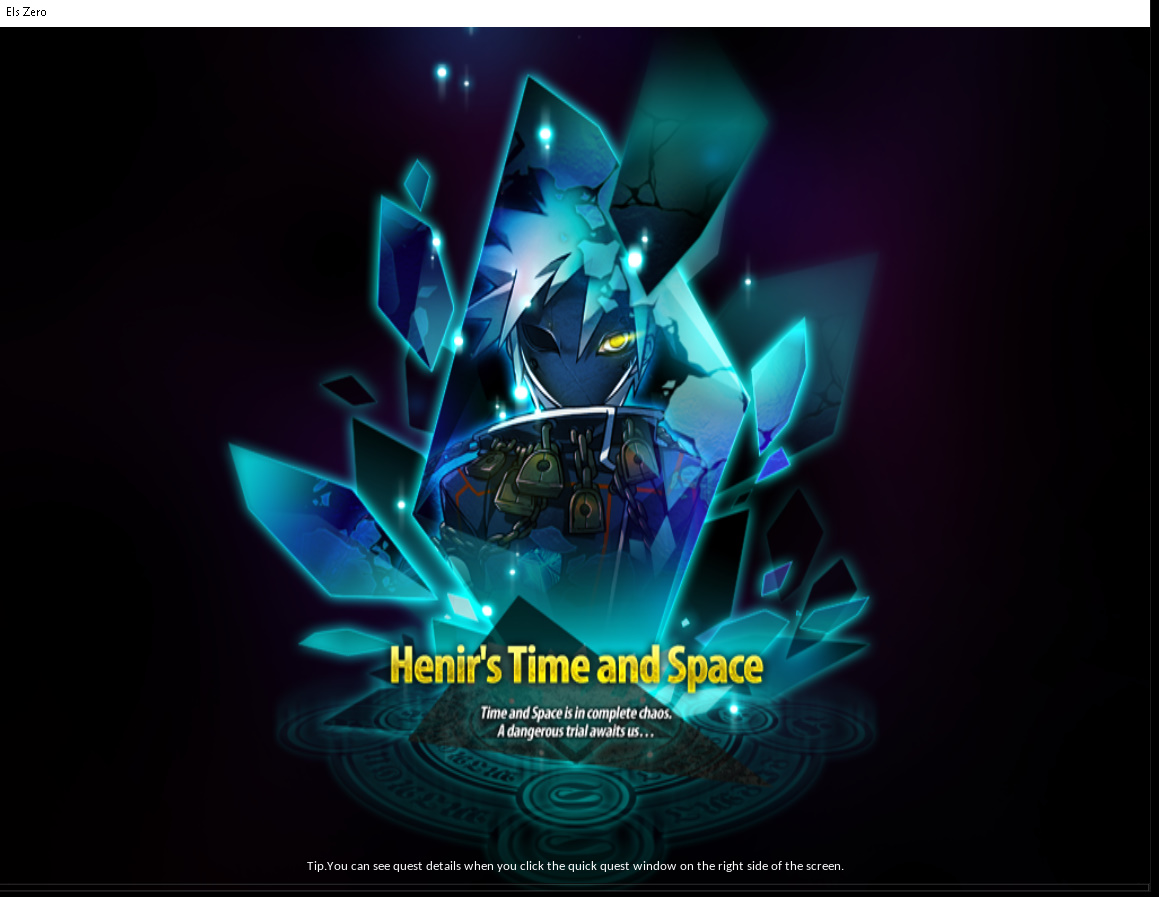 Els Zero
Henir's Time and Space
Time and Space is in complete chaos.
A dangerous trial awaits us...
Tip.You can see quest details when you click the quick quest window on the right side of the screen.